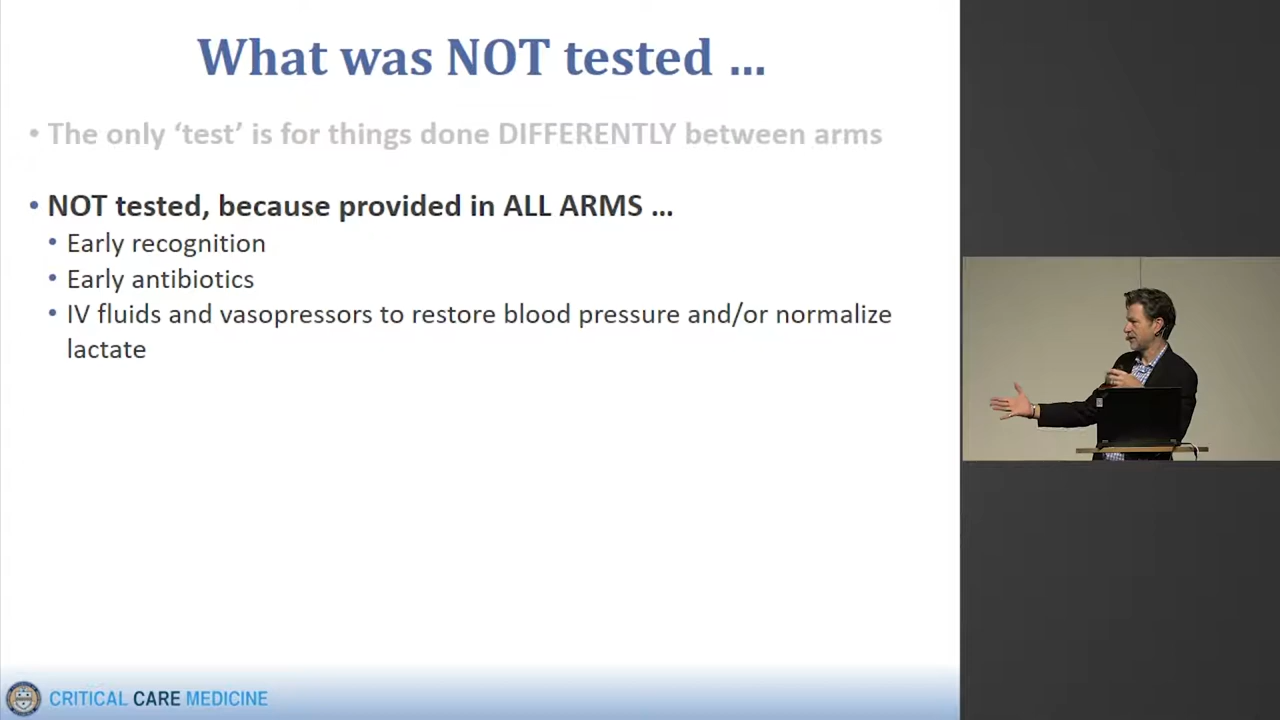 What was NOT tested …
• The only ‘test’ is for things done DIFFERENTLY between arms
• NOT tested, because provided in ALL ARMS …
• Early recognition
• Early antibiotics
• IV fluids and vasopressors to restore blood pressure and/or normalize
lactate
CRITICAL CARE MEDICINE